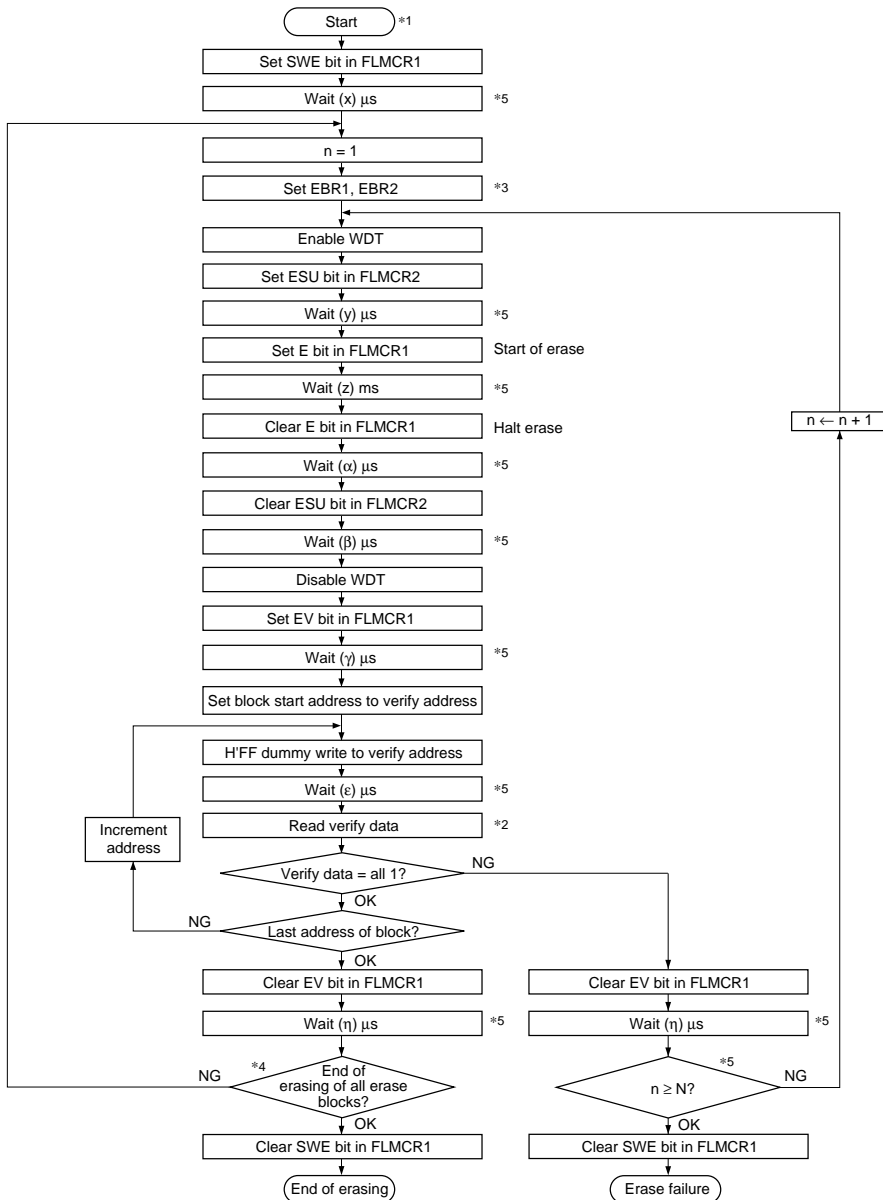 Start *1
Set SWE bit in FLMCR1
Wait (x) μs *5
n = 1
Set EBR1, EBR2 *3
Enable WDT
Set ESU bit in FLMCR2
Wait (y) μs *5
Set E bit in FLMCR1 Start of erase
Wait (z) ms *5
n ← n + 1
Clear E bit in FLMCR1 Halt erase
Wait (α) μs *5
Clear ESU bit in FLMCR2
Wait (β) μs *5
Disable WDT
Set EV bit in FLMCR1
Wait (γ) μs *5
Set block start address to verify address
H'FF dummy write to verify address
Wait (ε) μs *5
Increment
address
Read verify data *2
Verify data = all 1? NG
OK
NG Last address of block?
OK
Clear EV bit in FLMCR1 Clear EV bit in FLMCR1
Wait (η) μs *5 Wait (η) μs *5
NG *4 End of
erasing of all erase
blocks?
*5
n ≥ N? NG
OK OK
Clear SWE bit in FLMCR1 Clear SWE bit in FLMCR1
End of erasing Erase failure